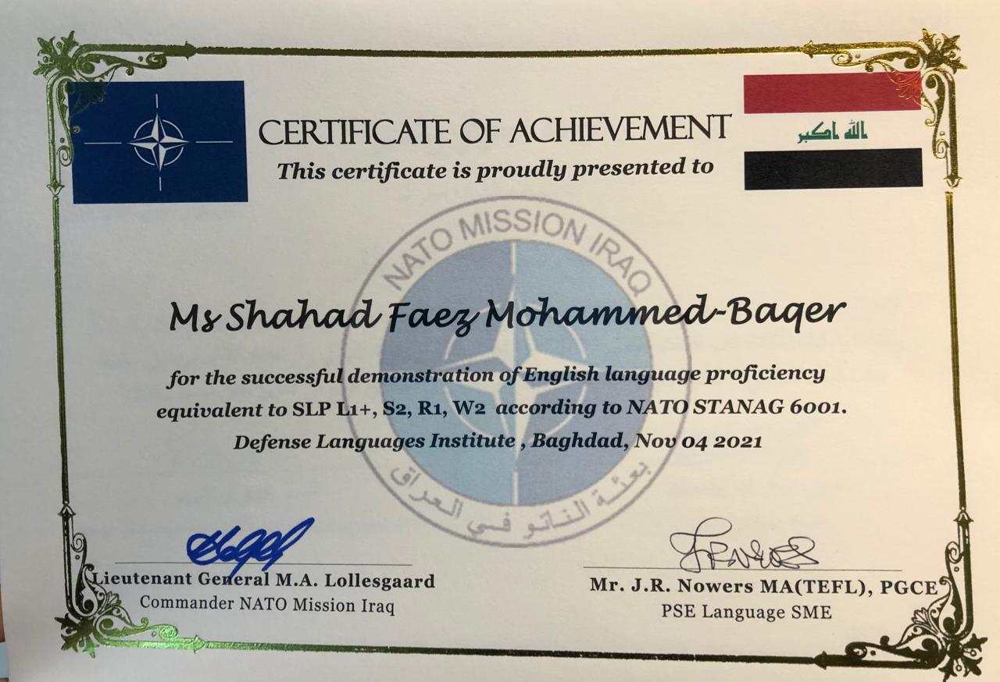 CERTIFICATE OF ACHIEVEMENT
This certificate is proudly presented to
الله اكبر
NATO MISSION IRAQ
Ms Shahad Faez Mohammed-Baqer
for the successful demonstration of English language proficiency
equivalent to SLP L1+, S2, R1, W2 according to NATO STANAG 6001.
Defense Languages Institute , Baghdad, Nov 04 2021
بعثة الناتو في العراق
Lieutenant General M.A. Lollesgaard
Commander NATO Mission Iraq
Mr. J.R. Nowers MA(TEFL), PGCE
PSE Language SME